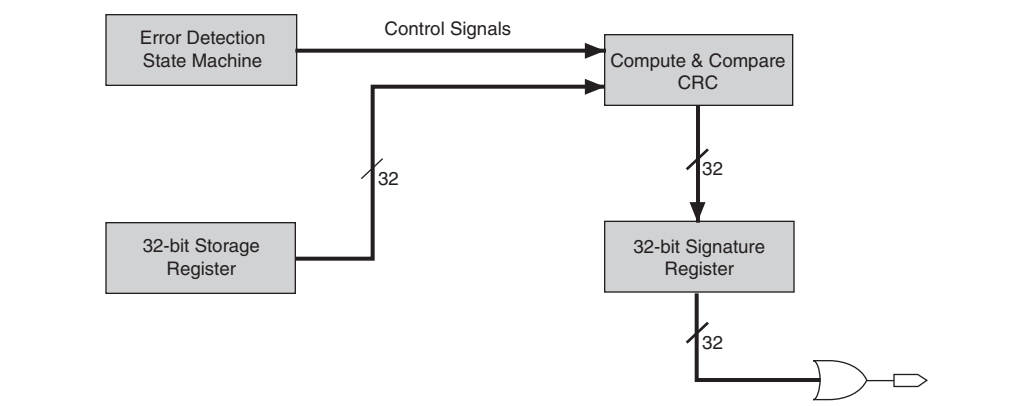 Error Detection
State Machine
Control Signals
Compute & Compare
CRC
32
32
32-bit Storage
Register
32-bit Signature
Register
32